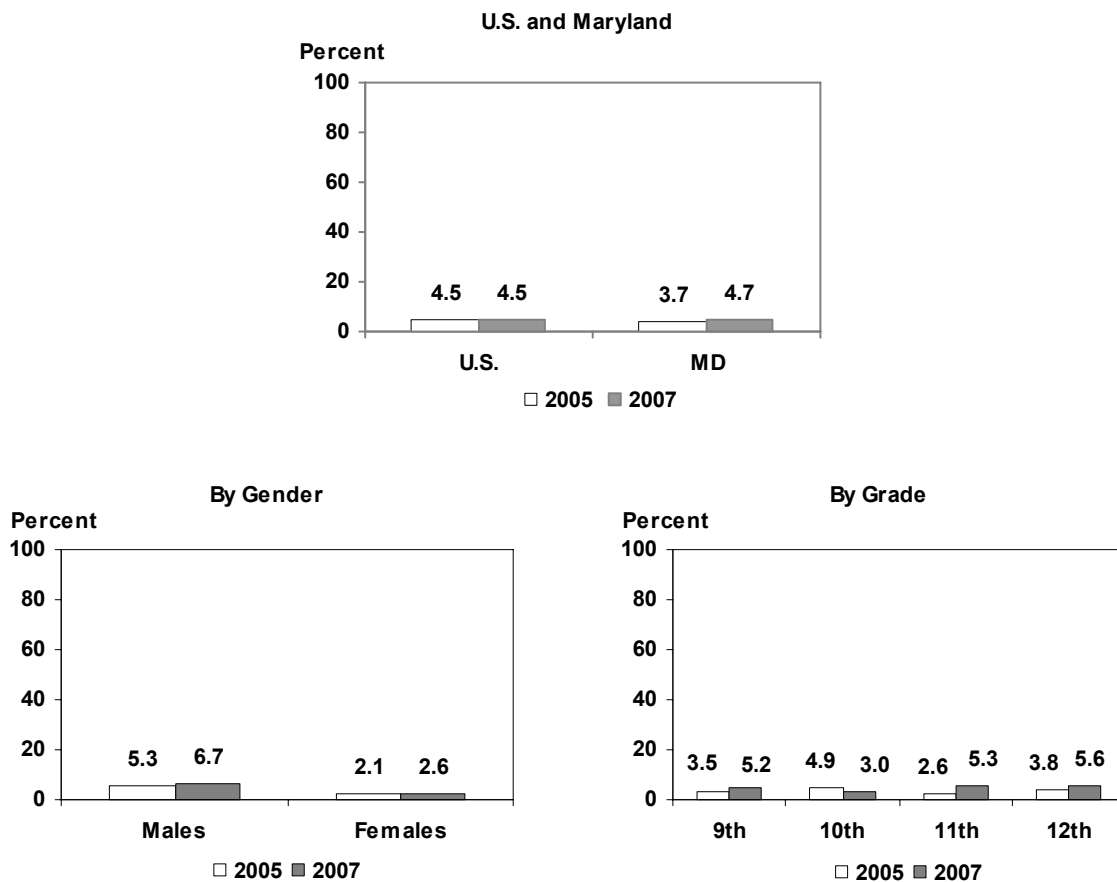 U.S. and Maryland
Percent
100
80
60
40
20
0
4.5 4.5 3.7 4.7
U.S. MD
2005 2007
By Gender
Percent
100
80
60
40
20
0
5.3 6.7 2.1 2.6
Males Females
2005 2007
By Grade
Percent
100
80
60
40
20
0
3.5 5.2 4.9 3.0 2.6 5.3 3.8 5.6
9th 10th 11th 12th
2005 2007